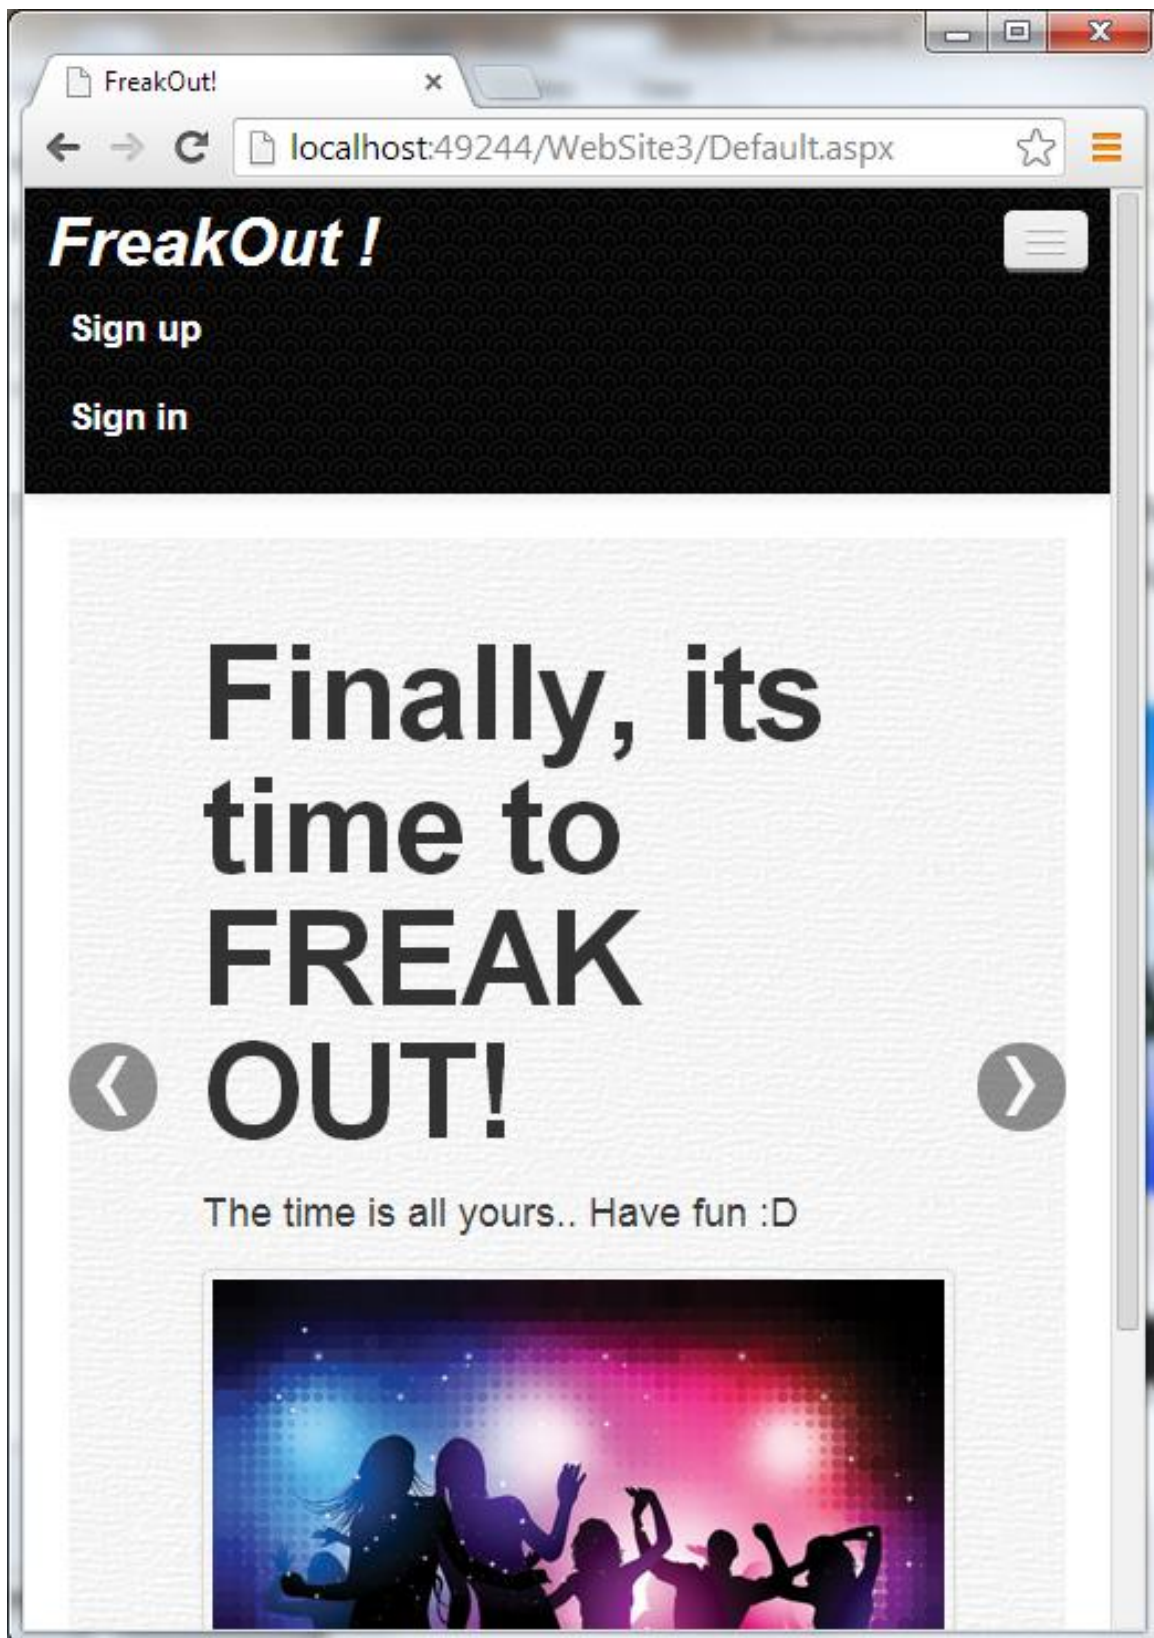 FreakOut!
localhost:49244/WebSite3/Default.aspx
FreakOut !
Sign up
Sign in
Finally, its
time to
FREAK
OUT!
The time is all yours.. Have fun :D